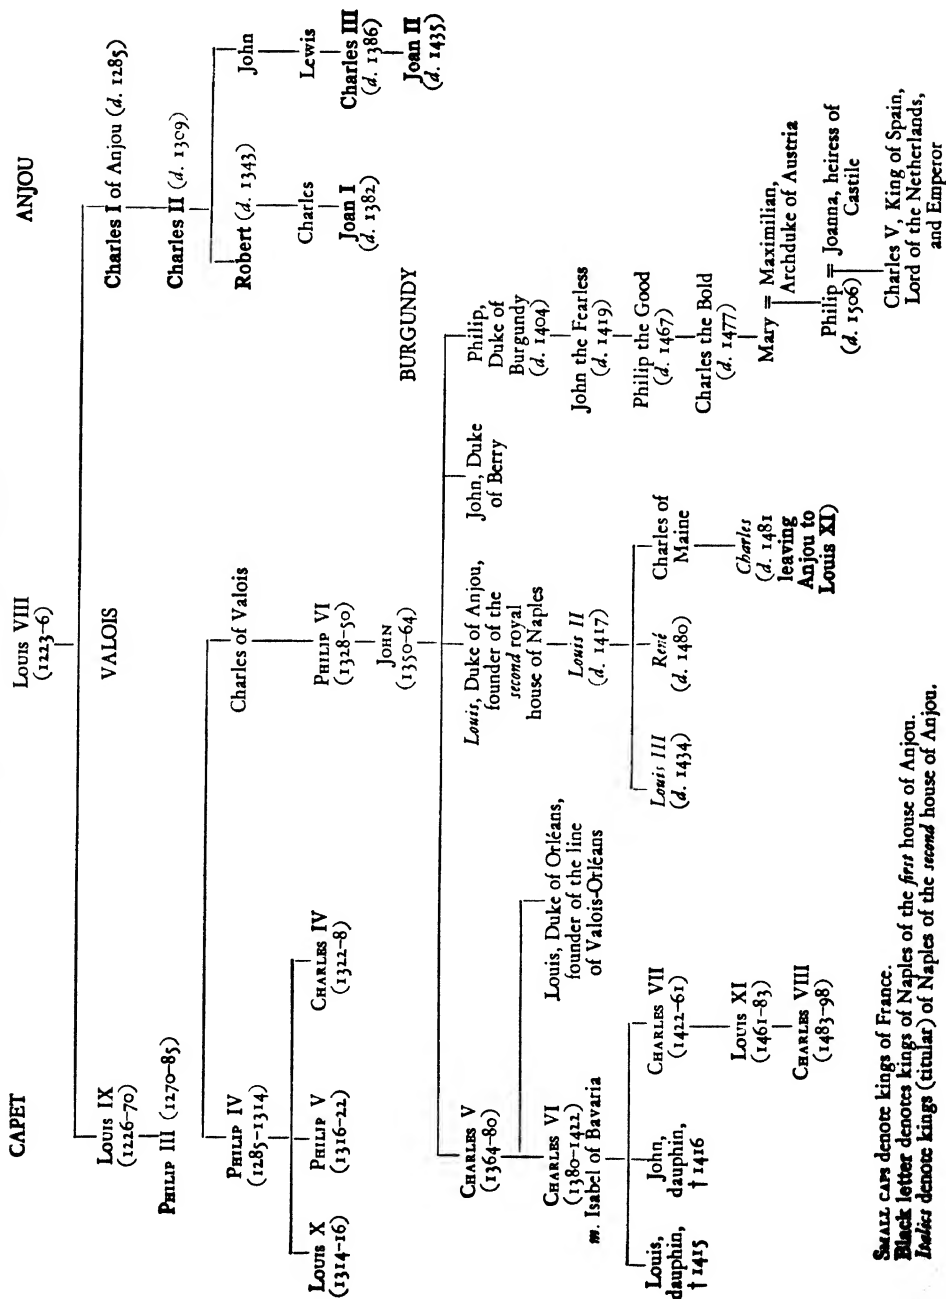 CAPET
VALOIS
ANJOU
BURGUNDY
LOUIS VIII
(1223–6)
LOUIS IX
(1226–70)
PHILIP III (1270–85)
Charles I of Anjou (d. 1285)
Charles II (d. 1309)
PHILIP IV
(1285–1314)
Charles of Valois
Robert (d. 1343)
John
LOUIS X
(1314–16)
PHILIP V
(1316–22)
CHARLES IV
(1322–8)
PHILIP VI
(1328–50)
Charles
Lewis
JOHN
(1350–64)
Joan I
(d. 1382)
Charles III
(d. 1386)
Joan II
(d. 1435)
CHARLES V
(1364–80)
Louis, Duke of Anjou,
founder of the
second royal
house of Naples
John, Duke
of Berry
Philip,
Duke of
Burgundy
(d. 1404)
CHARLES VI
(1380–1422)
m. Isabel of Bavaria
Louis, Duke of Orléans,
founder of the line
of Valois-Orléans
Louis II
(d. 1417)
John the Fearless
(d. 1419)
Louis,
dauphin,
† 1415
John,
dauphin,
† 1416
CHARLES VII
(1422–61)
Louis III
(d. 1434)
René
(d. 1480)
Charles of
Maine
Philip the Good
(d. 1467)
LOUIS XI
(1461–83)
Charles
(d. 1481
leaving
Anjou to
Louis XI)
Charles the Bold
(d. 1477)
CHARLES VIII
(1483–98)
Mary = Maximilian,
Archduke of Austria
Philip = Joanna, heiress of
(d. 1506) Castile
Charles V, King of Spain,
Lord of the Netherlands,
and Emperor
SMALL CAPS denote kings of France.
Black letter denotes kings of Naples of the first house of Anjou.
Italics denote kings (titular) of Naples of the second house of Anjou.